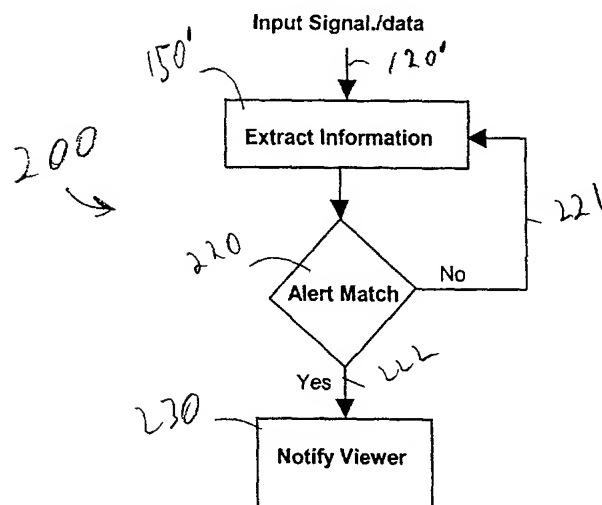 Input Signal./data
150'
120'
Extract Information
200
221
220
No
Alert Match
Yes
222
230
Notify Viewer